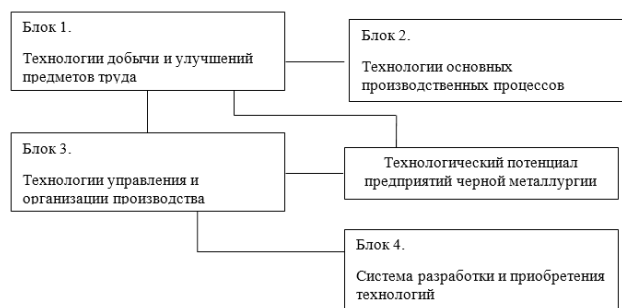 Блок 1.
Технологии добычи и улучшений
предметов труда
Блок 2.
Технологии основных
производственных процессов
Блок 3.
Технологии управления и
организации производства
Технологический потенциал
предприятий черной металлургии
Блок 4.
Система разработки и приобретения
технологий